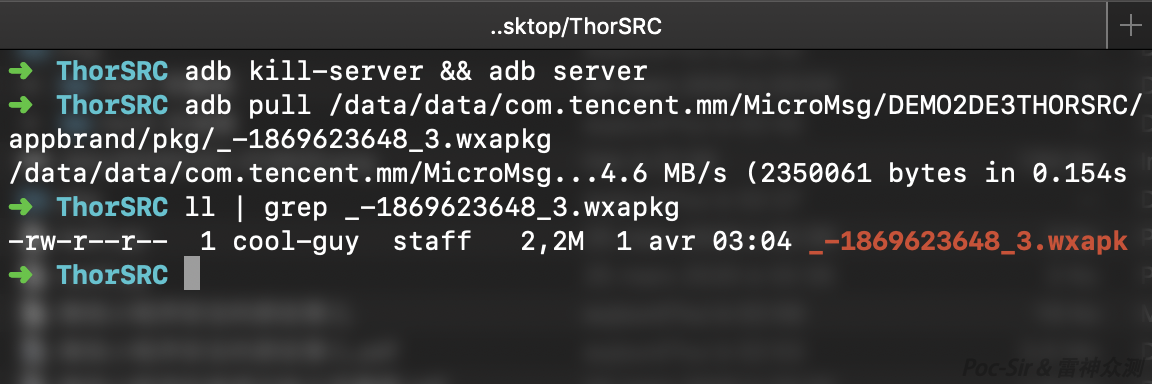 ..sktop/ThorSRC
➜ ThorSRC adb kill-server && adb server
➜ ThorSRC adb pull /data/data/com.tencent.mm/MicroMsg/DEMO2DE3THORSRC/
appbrand/pkg/_-1869623648_3.wxapkg
/data/data/com.tencent.mm/MicroMsg...4.6 MB/s (2350061 bytes in 0.154s
➜ ThorSRC ll | grep _-1869623648_3.wxapkg
-rw-r--r-- 1 cool-guy staff 2,2M 1 avr 03:04 _-1869623648_3.wxapk
➜ ThorSRC
Poc-Sir & 雷神众测